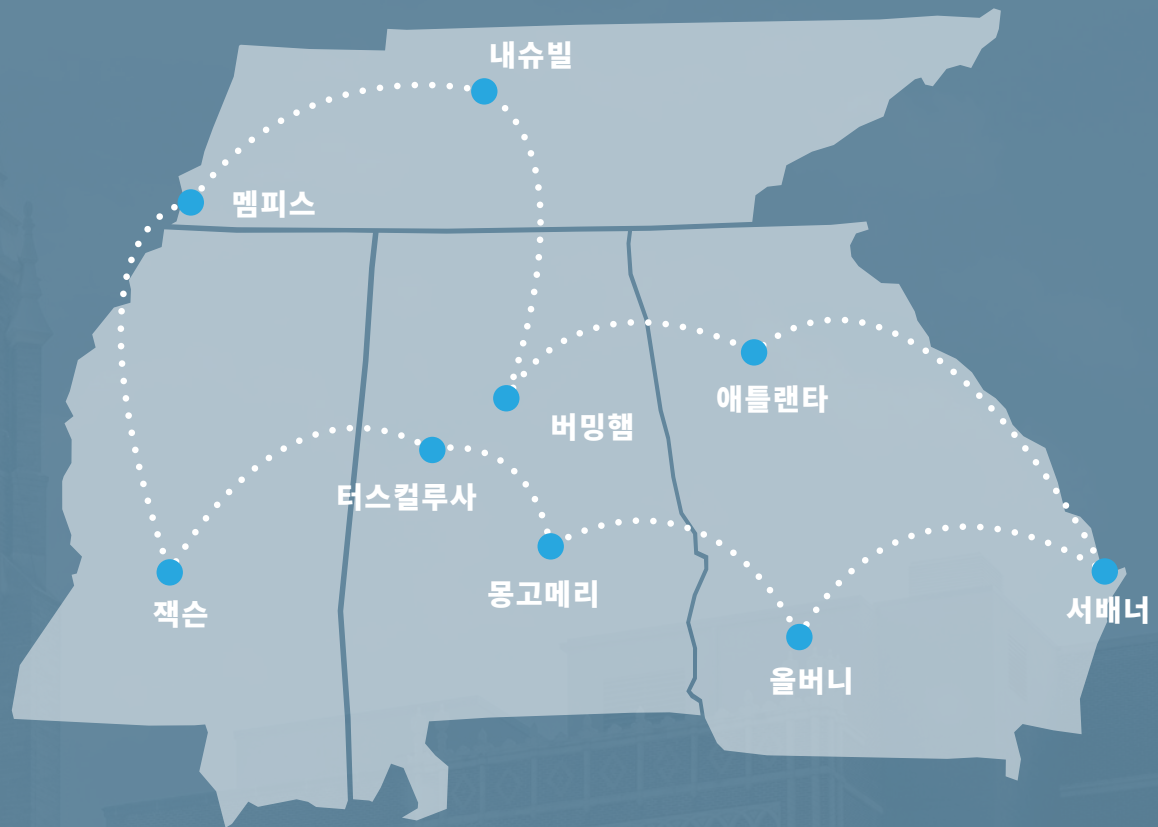 내슈빌
멤피스
애틀랜타
버밍햄
터스컬루사
몽고메리
잭슨
서배너
올버니